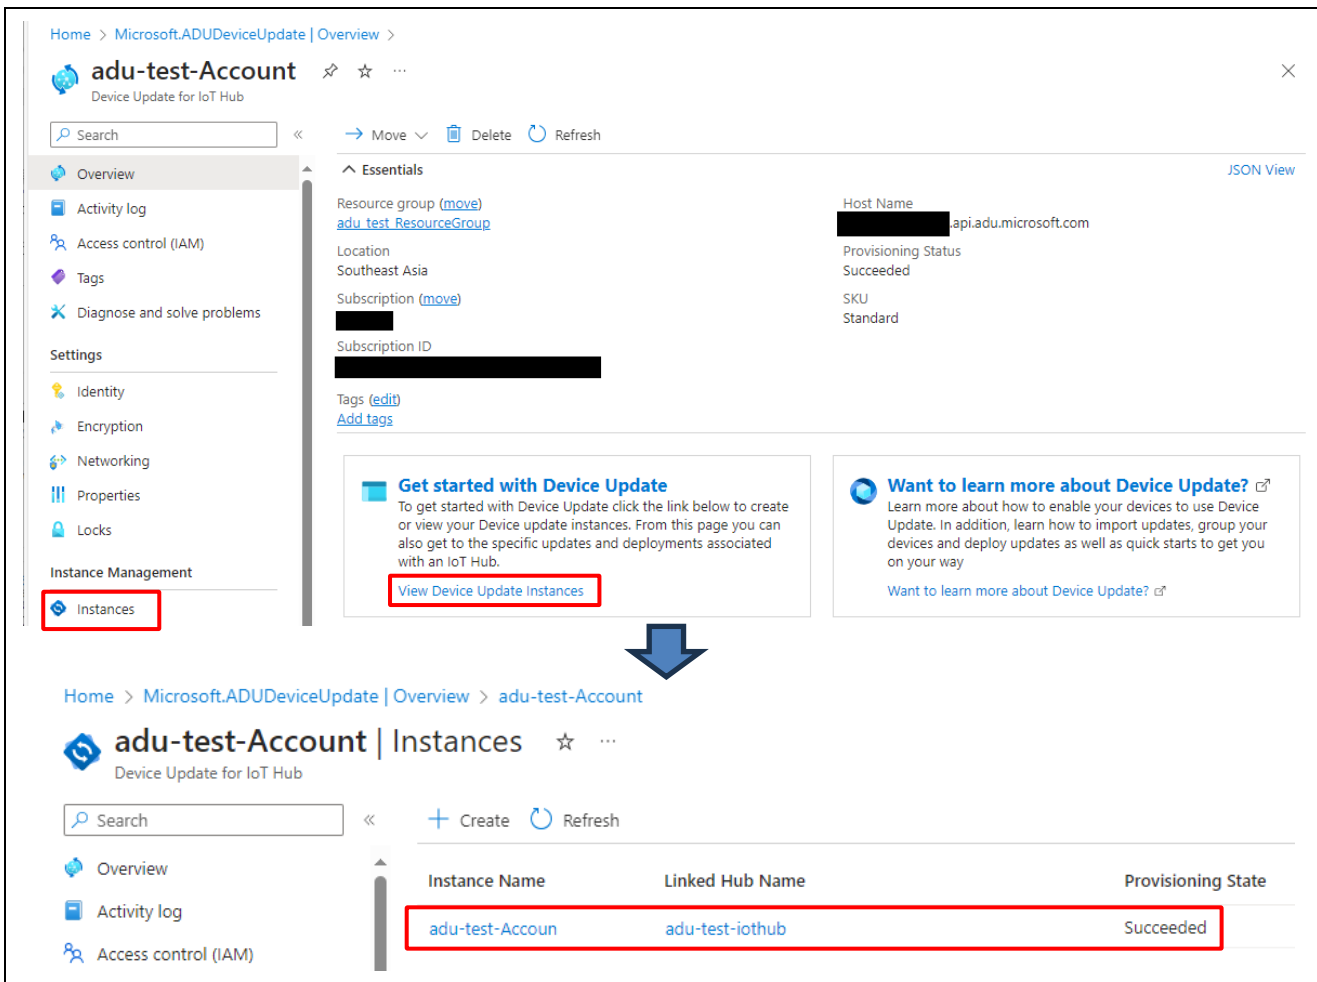 Home > Microsoft.ADUDeviceUpdate | Overview >
adu-test-Account
Device Update for IoT Hub
Search
Move Delete Refresh
Overview
Activity log
Access control (IAM)
Tags
Diagnose and solve problems
Settings
Identity
Encryption
Networking
Properties
Locks
Instance Management
Instances
Essentials
JSON View
Resource group (move)
adu_test_ResourceGroup
Location
Southeast Asia
Subscription (move)
Subscription ID
Tags (edit)
Add tags
Host Name
.api.adu.microsoft.com
Provisioning Status
Succeeded
SKU
Standard
Get started with Device Update
To get started with Device Update click the link below to create
or view your Device update instances. From this page you can
also get to the specific updates and deployments associated
with an IoT Hub.
View Device Update Instances
Want to learn more about Device Update?
Learn more about how to enable your devices to use Device
Update. In addition, learn how to import updates, group your
devices and deploy updates as well as quick starts to get you
on your way
Want to learn more about Device Update?
Home > Microsoft.ADUDeviceUpdate | Overview > adu-test-Account
adu-test-Account | Instances
Device Update for IoT Hub
Search
Create Refresh
Overview
Activity log
Access control (IAM)
Instance Name Linked Hub Name Provisioning State
adu-test-Accoun adu-test-iothub Succeeded